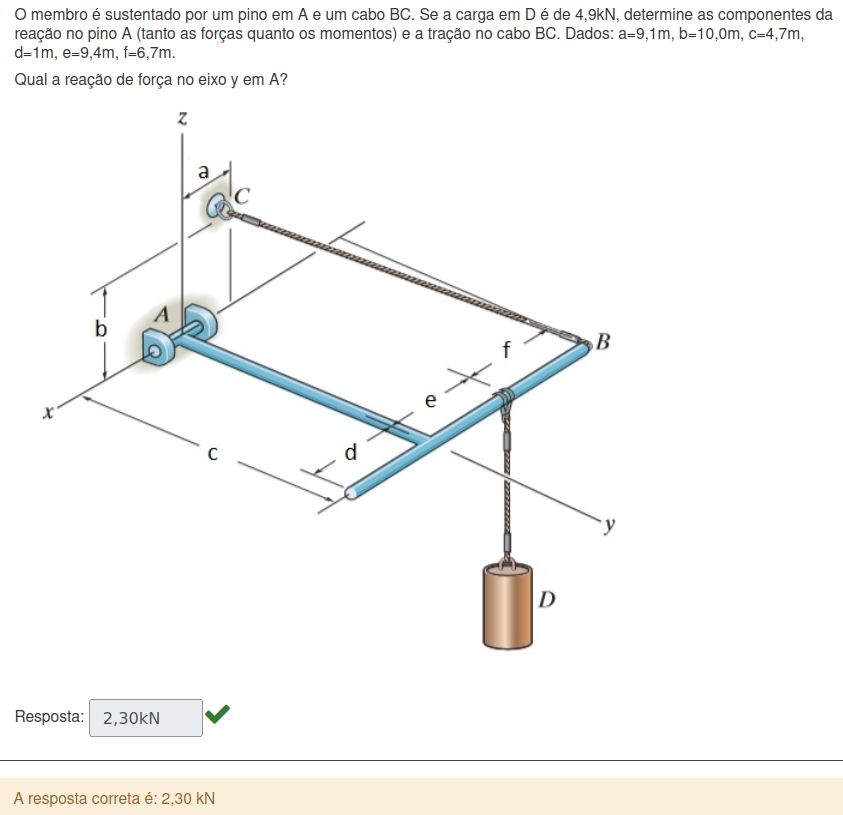 O membro é sustentado por um pino em A e um cabo BC. Se a carga em D é de 4,9kN, determine as componentes da
reação no pino A (tanto as forças quanto os momentos) e a tração no cabo BC. Dados: a=9,1m, b=10,0m, c=4,7m,
d=1m, e=9,4m, f=6,7m.
Qual a reação de força no eixo y em A?
z
a
C
A
b
B
f
x
e
d
c
y
D
Resposta: 2,30kN
A resposta correta é: 2,30 kN